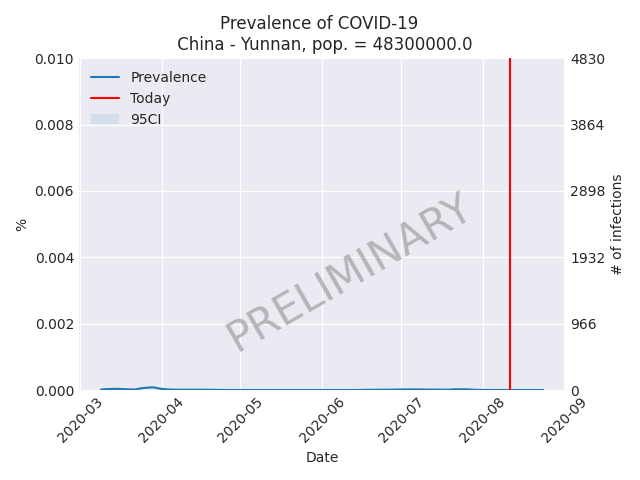 Prevalence of COVID-19
China - Yunnan, pop. = 48300000.0
0.010
0.008
0.006
0.004
0.002
0.000
%
Prevalence
Today
95CI
PRELIMINARY
4830
3864
2898
1932
966
0
# of infections
2020-03
2020-04
2020-05
2020-06
2020-07
2020-08
2020-09
Date